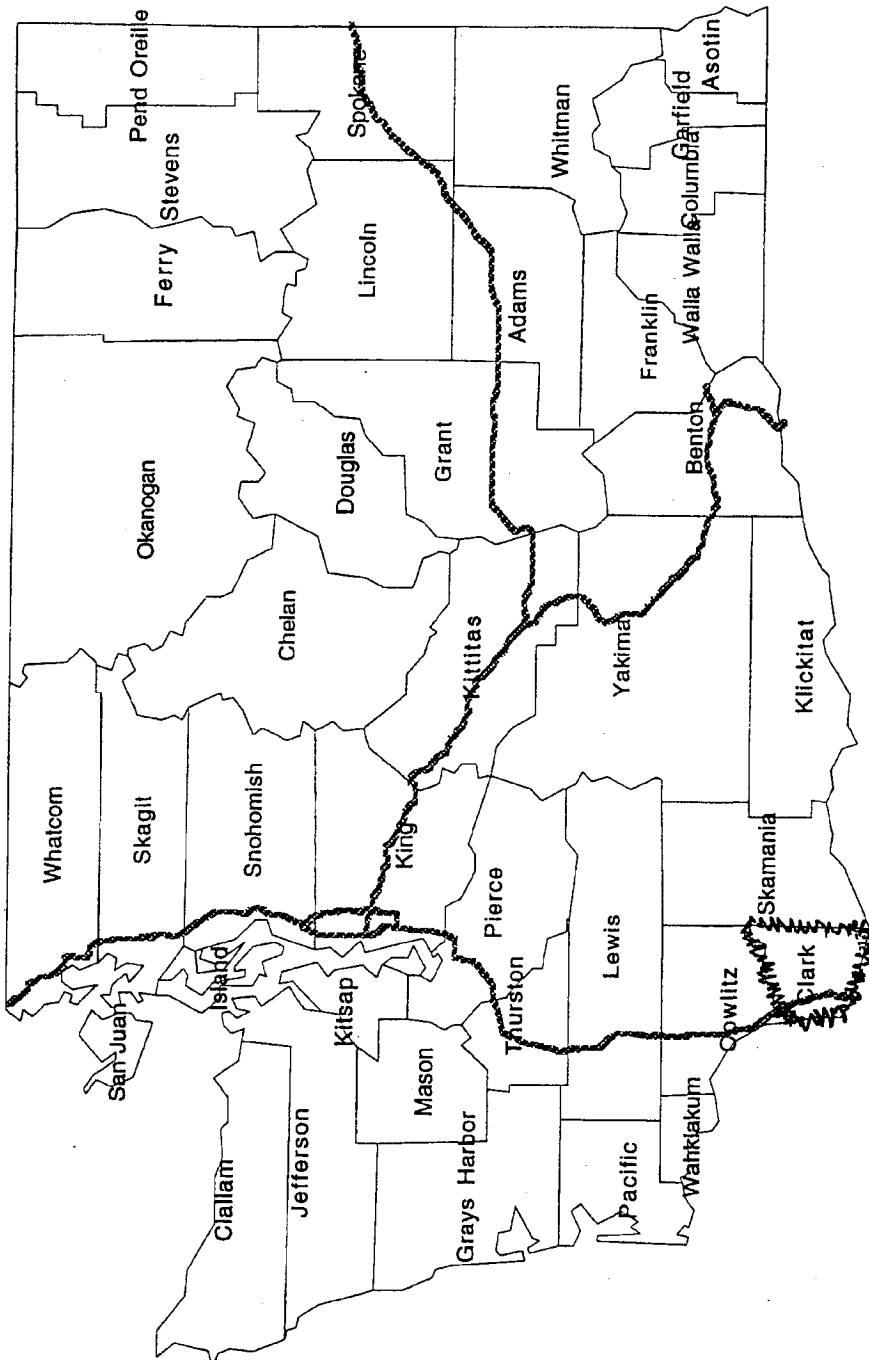 Whatcom
Okanogan
Ferry
Stevens
Pend Oreille
San Juan
Skagit
Island
Snohomish
Chelan
Douglas
Lincoln
Spokane
Clallam
Jefferson
Kitsap
King
Kittitas
Grant
Adams
Whitman
Grays Harbor
Mason
Thurston
Pierce
Yakima
Benton
Franklin
Walla Walla
Columbia
Garfield
Asotin
Pacific
Lewis
Wahkiakum
Cowlitz
Clark
Skamania
Klickitat